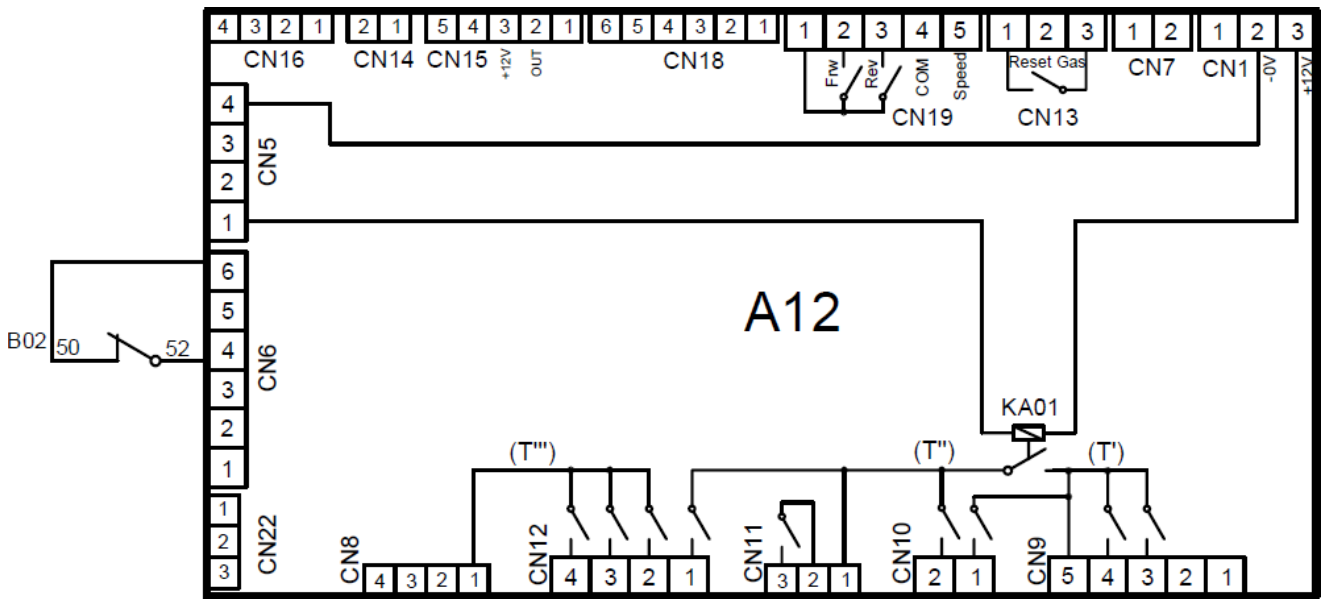 4 3 2 1 2 1 5 4 3 2 1 6 5 4 3 2 1 1 2 3 4 5 1 2 3 1 2 1 2 3
CN16 CN14 CN15 +12V OUT CN18 Frw Rev COM Speed Reset Gas CN7 CN1 -0V +12V
CN19 CN13
4
3
2
1
CN5
6
5
4
3
2
1
CN6
B02 50 52
A12
KA01
(T''') (T'') (T')
1
2
3
CN22
CN8 CN12 CN11 CN10 CN9
4 3 2 1 4 3 2 1 3 2 1 2 1 5 4 3 2 1